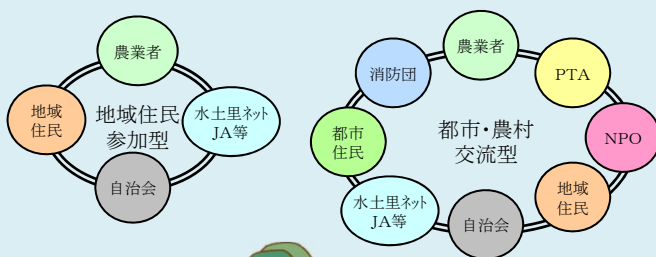 農業者
地域
住民
地域住民
参加型
水土里ネット
JA等
自治会
農業者
消防団
PTA
都市
住民
都市・農村
交流型
NPO
水土里ネット
JA等
自治会
地域
住民